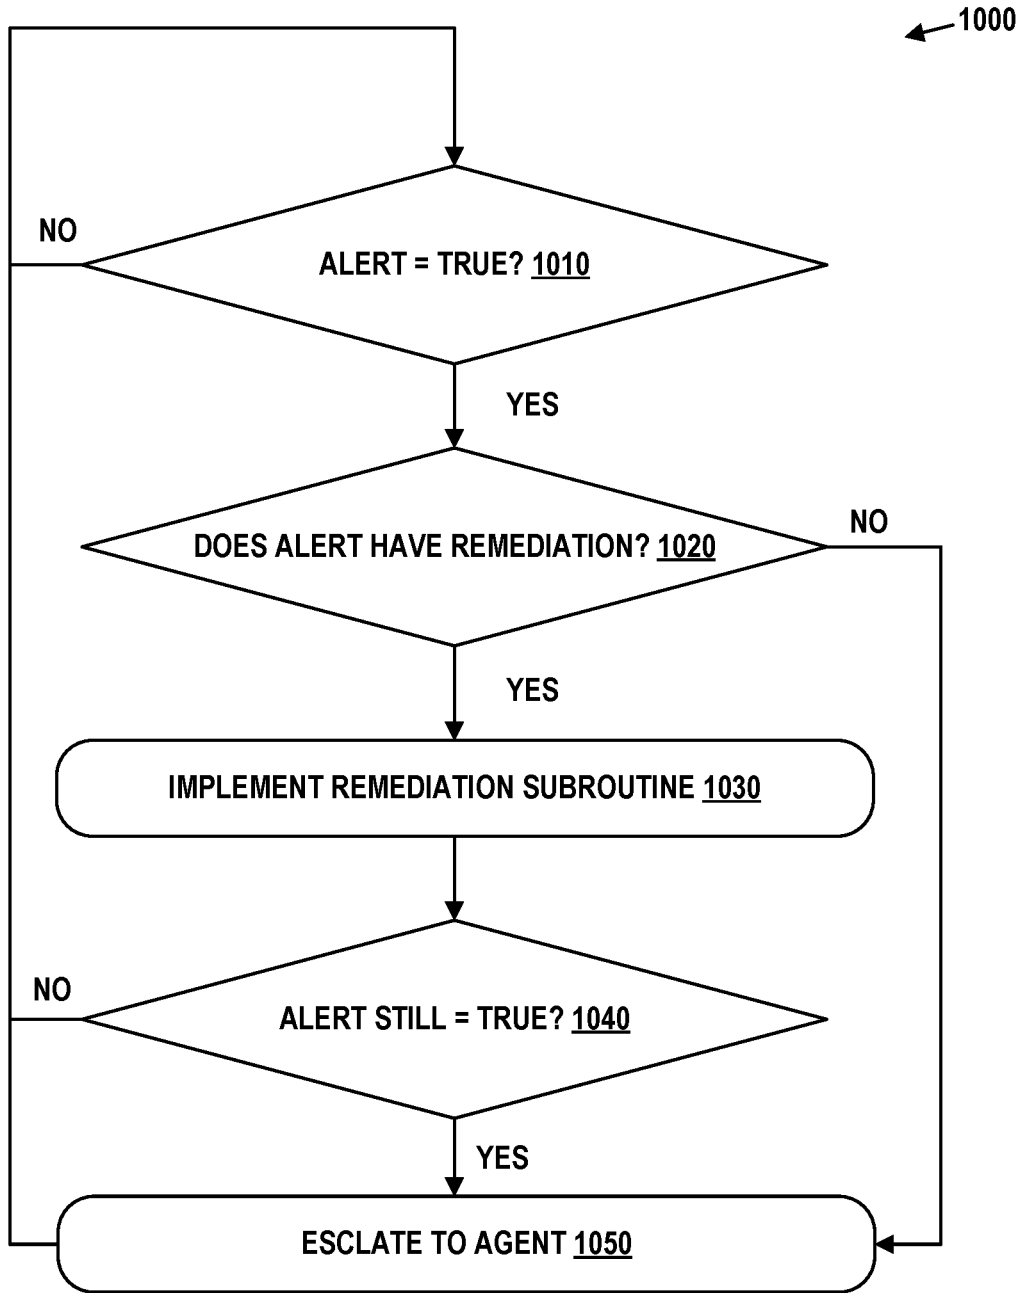 1000
NO
ALERT = TRUE? 1010
YES
NO
DOES ALERT HAVE REMEDIATION? 1020
YES
IMPLEMENT REMEDIATION SUBROUTINE 1030
NO
ALERT STILL = TRUE? 1040
YES
ESCLATE TO AGENT 1050